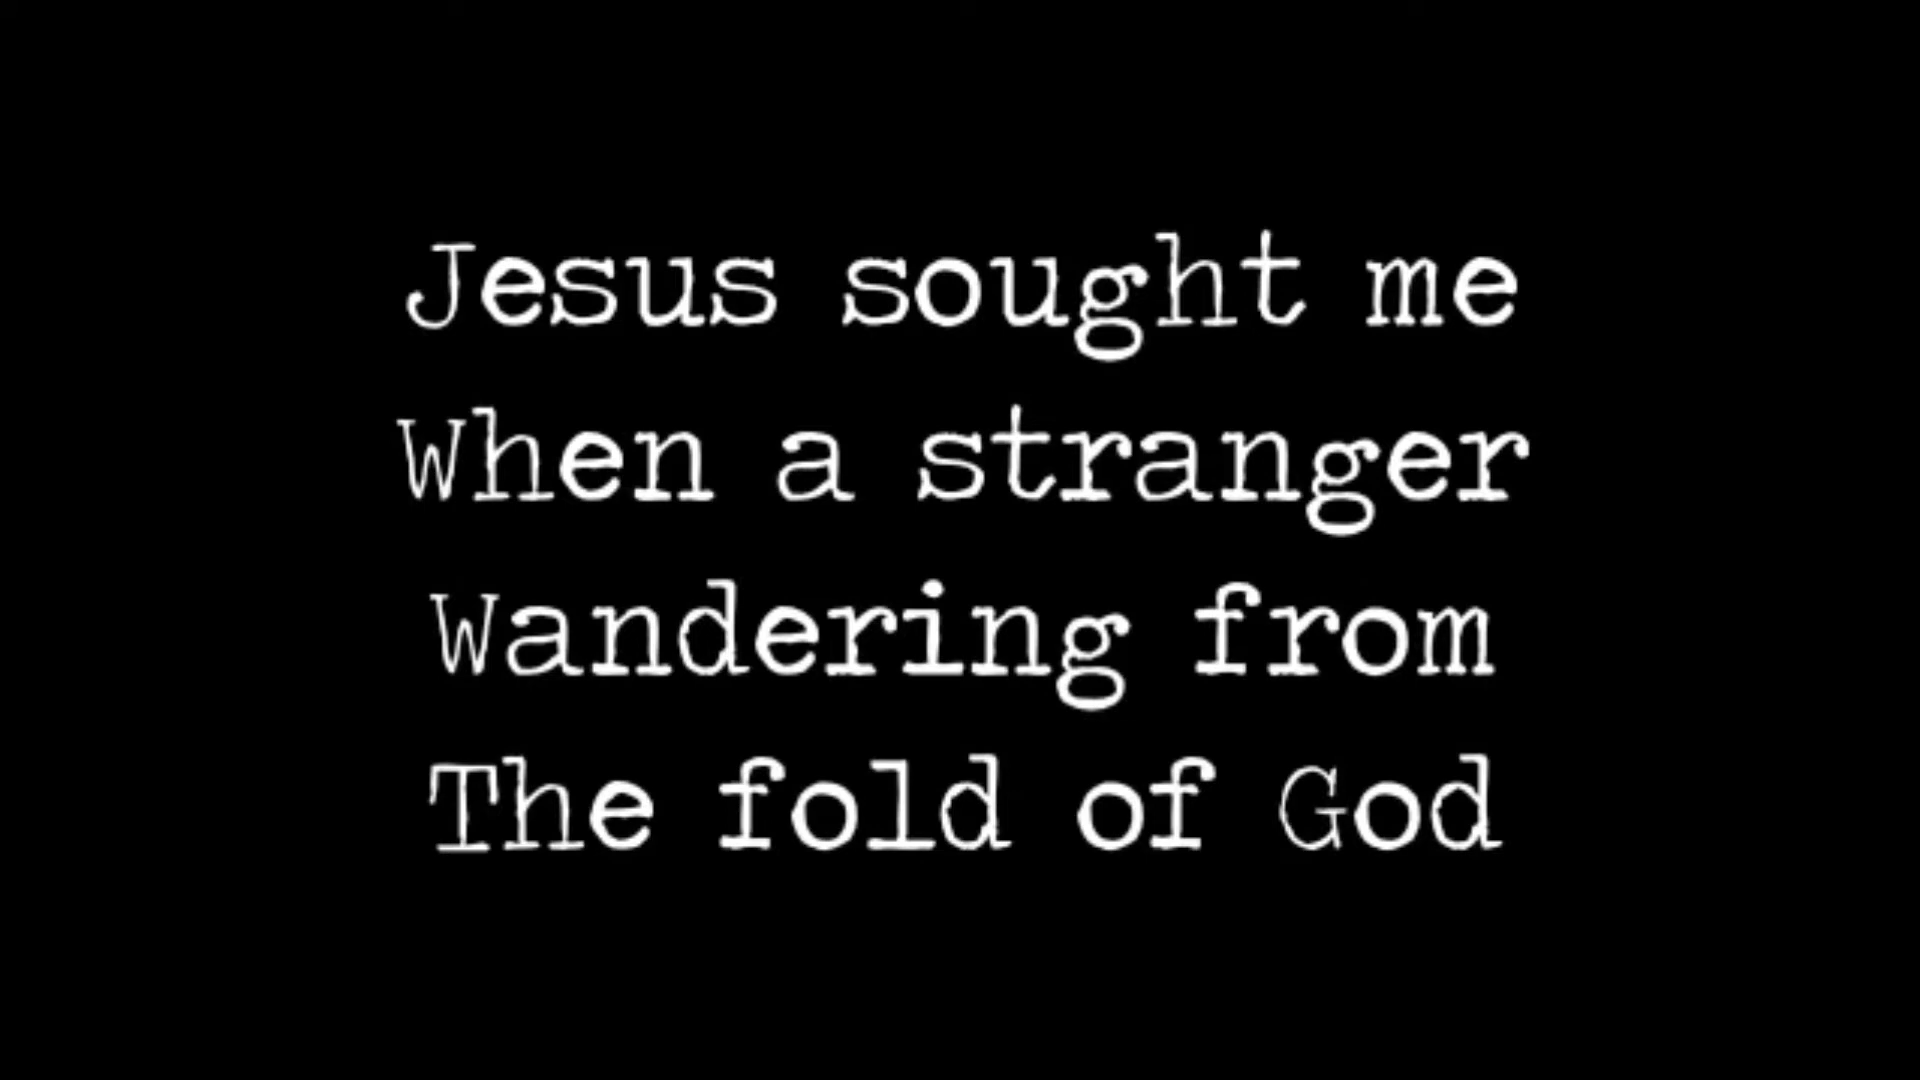 Jesus sought me
When a stranger
Wandering from
The fold of God